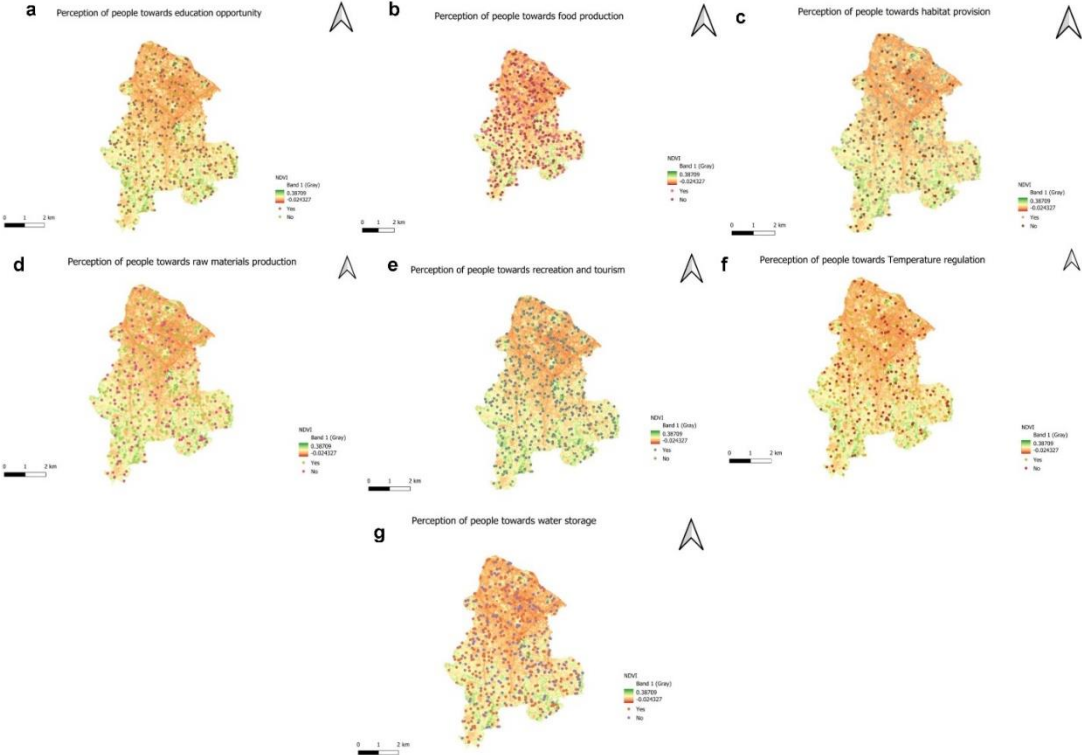 a
Perception of people towards education opportunity
NDVI
Band 1 (Gray)
0.38709
-0.024327
Yes
No
0 1 2 km
b
Perception of people towards food production
NDVI
Band 1 (Gray)
0.38709
-0.024327
Yes
No
0 1 2 km
c
Perception of people towards habitat provision
NDVI
Band 1 (Gray)
0.38709
-0.024327
Yes
No
0 1 2 km
d
Perception of people towards raw materials production
NDVI
Band 1 (Gray)
0.38709
-0.024327
Yes
No
0 1 2 km
e
Perception of people towards recreation and tourism
NDVI
Band 1 (Gray)
0.38709
-0.024327
Yes
No
0 1 2 km
f
Pereception of people towards Temperature regulation
NDVI
Band 1 (Gray)
0.38709
-0.024327
Yes
No
0 1 2 km
g
Perception of people towards water storage
NDVI
Band 1 (Gray)
0.38709
-0.024327
Yes
No
0 1 2 km